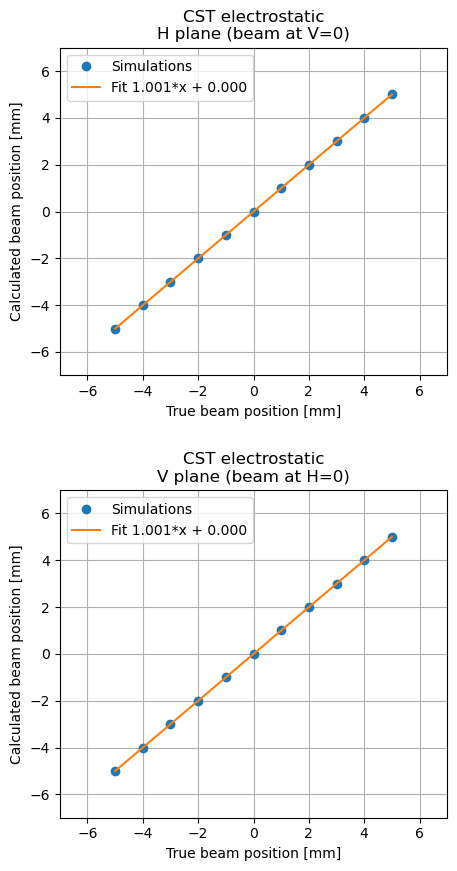 CST electrostatic
H plane (beam at V=0)
Simulations
Fit 1.001*x + 0.000
Calculated beam position [mm]
6
4
2
0
−2
−4
−6
−6 −4 −2 0 2 4 6
True beam position [mm]
CST electrostatic
V plane (beam at H=0)
Simulations
Fit 1.001*x + 0.000
Calculated beam position [mm]
6
4
2
0
−2
−4
−6
−6 −4 −2 0 2 4 6
True beam position [mm]